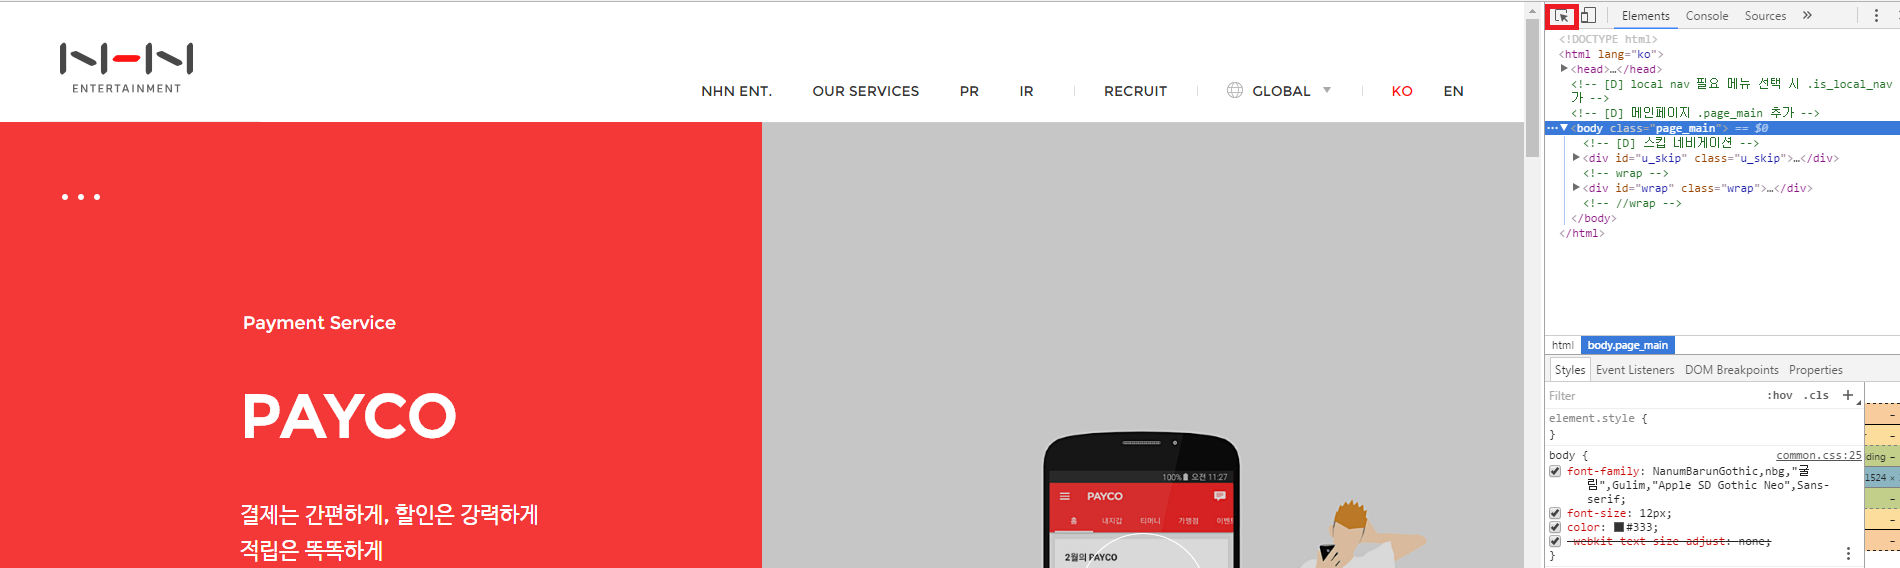 NHN
ENTERTAINMENT
NHN ENT.
OUR SERVICES
PR
IR
RECRUIT
GLOBAL
KO
EN
Payment Service
PAYCO
결제는 간편하게, 할인은 강력하게
적립은 똑똑하게
100% 오전 11:27
PAYCO
홈 내지갑 티머니 가맹점 이벤트
2월의 PAYCO
Elements Console Sources »
<!DOCTYPE html>
<html lang="ko">
<head>…</head>
<!-- [D] local nav 필요 메뉴 선택 시 .is_local_nav
가 -->
<!-- [D] 메인페이지 .page_main 추가 -->
<body class="page_main"> == $0
<!-- [D] 스킵 네비게이션 -->
<div id="u_skip" class="u_skip">…</div>
<!-- wrap -->
<div id="wrap" class="wrap">…</div>
<!-- //wrap -->
</body>
</html>
html body.page_main
Styles Event Listeners DOM Breakpoints Properties
Filter :hov .cls +
element.style {
}
body { common.css:25
font-family: NanumBarunGothic,nbg,"굴
림",Gulim,"Apple SD Gothic Neo",Sans-
serif;
font-size: 12px;
color: #333;
-webkit-text-size-adjust: none;
}
dding -
1524 ×